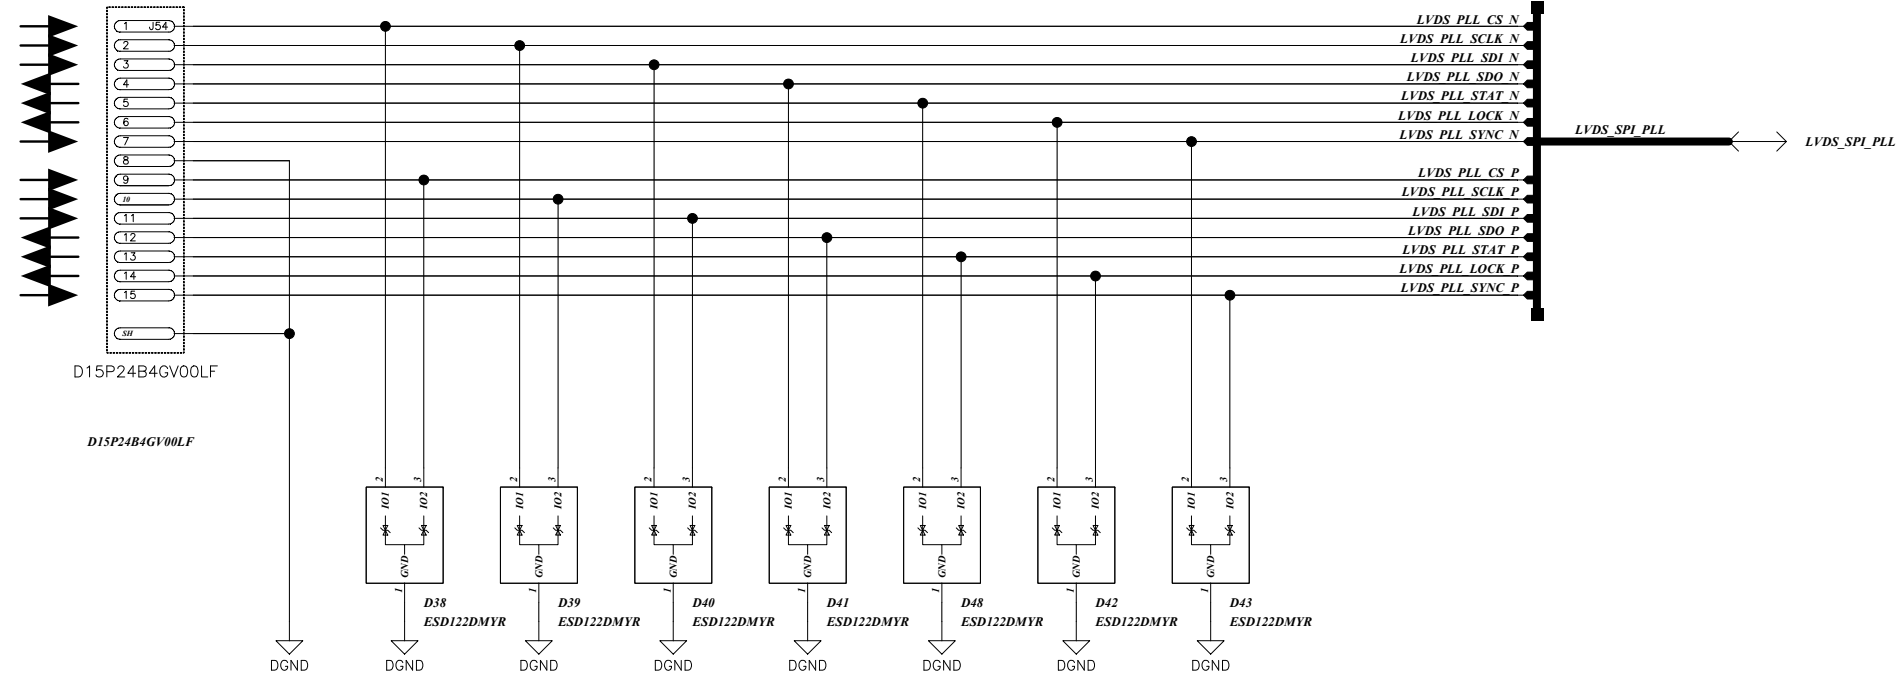 1 J54 LVDS_PLL_CS_N
2 LVDS_PLL_SCLK_N
3 LVDS_PLL_SDI_N
4 LVDS_PLL_SDO_N
5 LVDS_PLL_STAT_N
6 LVDS_PLL_LOCK_N
7 LVDS_PLL_SYNC_N LVDS_SPI_PLL LVDS_SPI_PLL
8
9 LVDS_PLL_CS_P
10 LVDS_PLL_SCLK_P
11 LVDS_PLL_SDI_P
12 LVDS_PLL_SDO_P
13 LVDS_PLL_STAT_P
14 LVDS_PLL_LOCK_P
15 LVDS_PLL_SYNC_P
SH
D15P24B4GV00LF
D15P24B4GV00LF
2 3 2 3 2 3 2 3 2 3 2 3 2 3
IO1 IO2 IO1 IO2 IO1 IO2 IO1 IO2 IO1 IO2 IO1 IO2 IO1 IO2
GND GND GND GND GND GND GND
1 1 1 1 1 1 1
D38 D39 D40 D41 D48 D42 D43
ESD122DMYR ESD122DMYR ESD122DMYR ESD122DMYR ESD122DMYR ESD122DMYR ESD122DMYR
DGND DGND DGND DGND DGND DGND DGND DGND